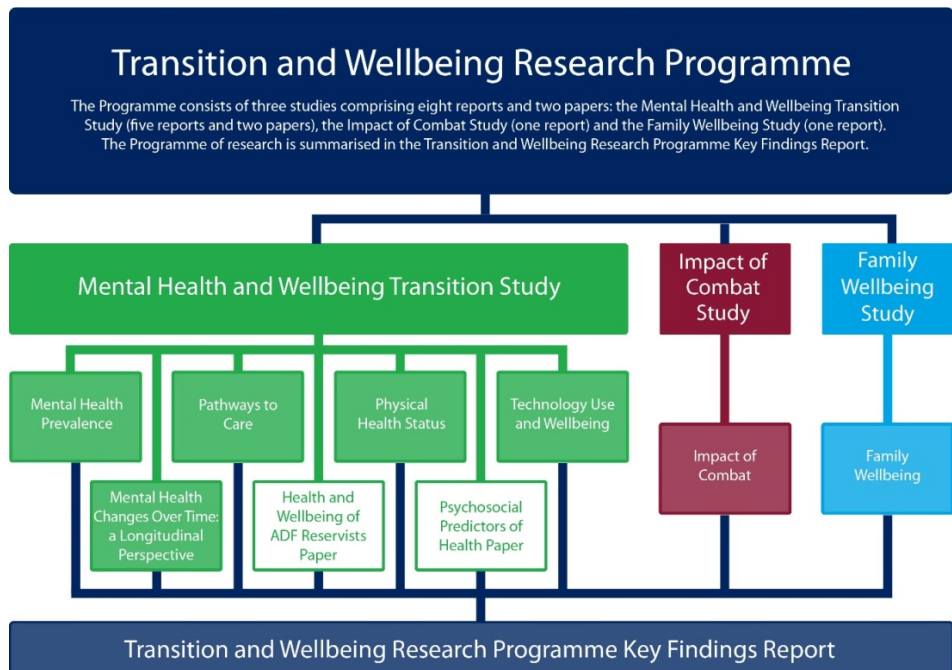 Transition and Wellbeing Research Programme
The Programme consists of three studies comprising eight reports and two papers: the Mental Health and Wellbeing Transition
Study (five reports and two papers), the Impact of Combat Study (one report) and the Family Wellbeing Study (one report).
The Programme of research is summarised in the Transition and Wellbeing Research Programme Key Findings Report.
Mental Health and Wellbeing Transition Study
Impact of
Combat
Study
Family
Wellbeing
Study
Mental Health
Prevalence
Pathways to
Care
Physical
Health Status
Technology Use
and Wellbeing
Impact of
Combat
Family
Wellbeing
Mental Health
Changes Over Time:
a Longitudinal
Perspective
Health and
Wellbeing of
ADF Reservists
Paper
Psychosocial
Predictors of
Health Paper
Transition and Wellbeing Research Programme Key Findings Report